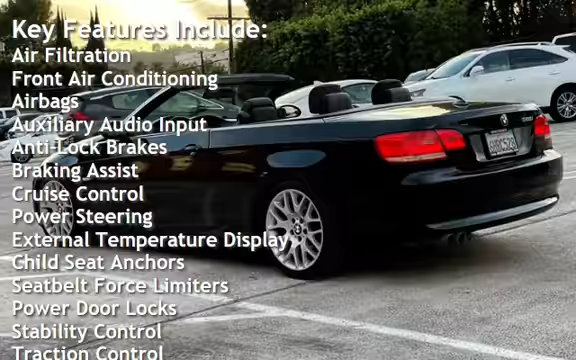 Key Features Include:
Air Filtration
Front Air Conditioning
Airbags
Auxiliary Audio Input
Anti-Lock Brakes
Braking Assist
Cruise Control
Power Steering
External Temperature Display
Child Seat Anchors
Seatbelt Force Limiters
Power Door Locks
Stability Control
Traction Control